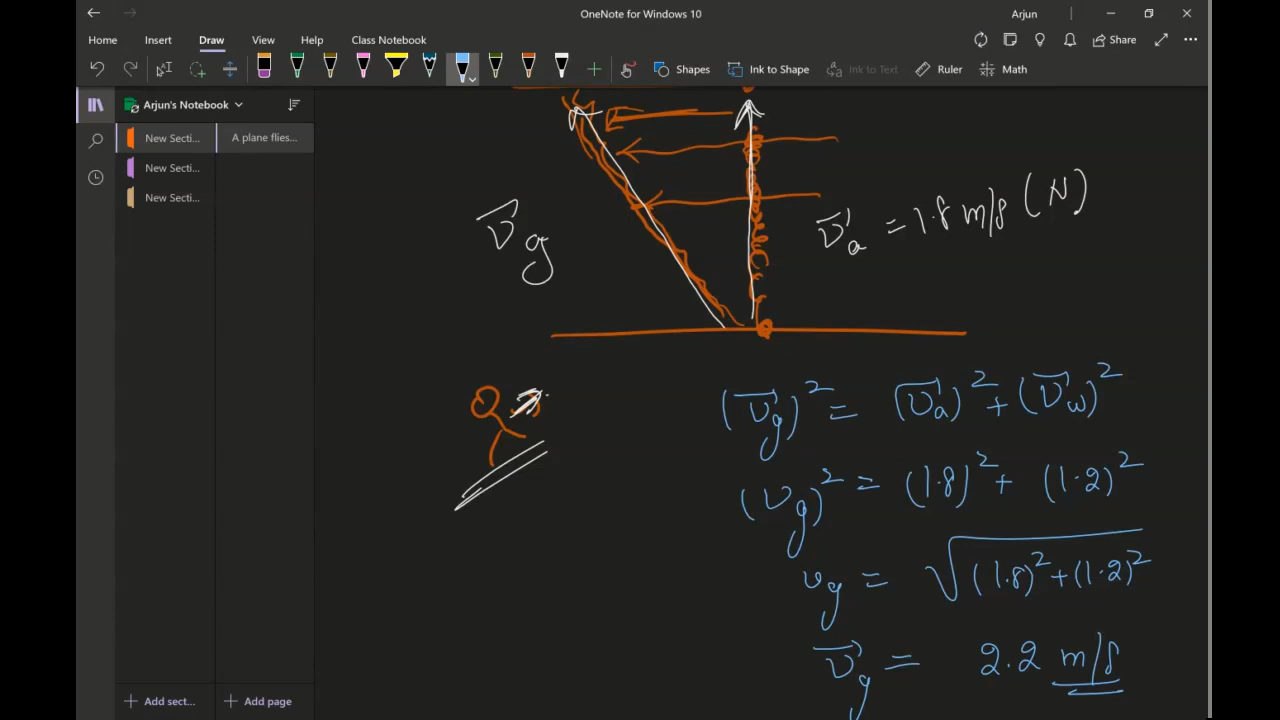 OneNote for Windows 10
Arjun
Home Insert Draw View Help Class Notebook
Share
Shapes Ink to Shape Ink to Text Ruler Math
Arjun's Notebook
New Secti... A plane flies...
New Secti...
New Secti...
v⃗g
v⃗a = 1.8 m/s (N)
(v⃗g)² = (v⃗a)² + (v⃗w)²
(vg)² = (1.8)² + (1.2)²
vg = √(1.8)² + (1.2)²
v⃗g = 2.2 m/s
Add sect... Add page